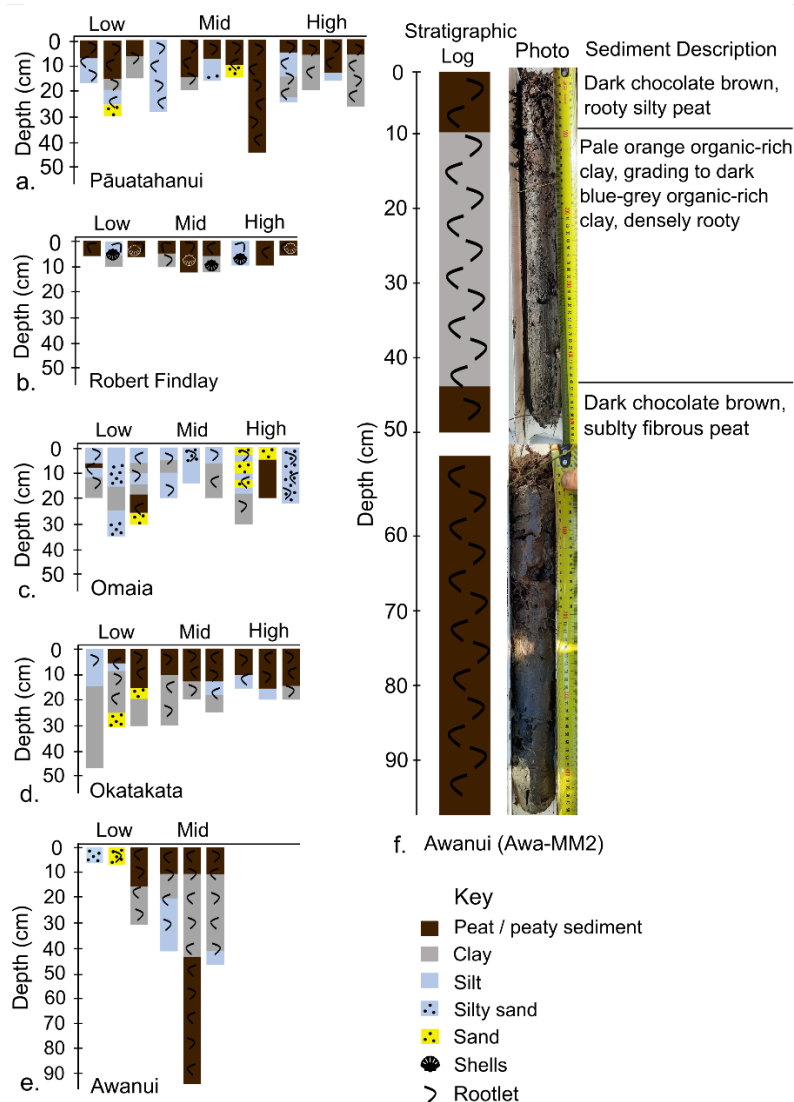 Low Mid High
0
10
20
30
40
50
Depth (cm)
a. Pāuatahanui
Low Mid High
0
10
20
30
40
50
Depth (cm)
b. Robert Findlay
Low Mid High
0
10
20
30
40
50
Depth (cm)
c. Omaia
Low Mid High
0
10
20
30
40
50
Depth (cm)
d. Okatakata
Low Mid
0
10
20
30
40
50
60
70
80
90
Depth (cm)
e. Awanui
Stratigraphic
Log
Photo
Sediment Description
0
10
20
30
40
50
60
70
80
90
Depth (cm)
Dark chocolate brown,
rooty silty peat
Pale orange organic-rich
clay, grading to dark
blue-grey organic-rich
clay, densely rooty
Dark chocolate brown,
sublty fibrous peat
f. Awanui (Awa-MM2)
Key
Peat / peaty sediment
Clay
Silt
Silty sand
Sand
Shells
Rootlet